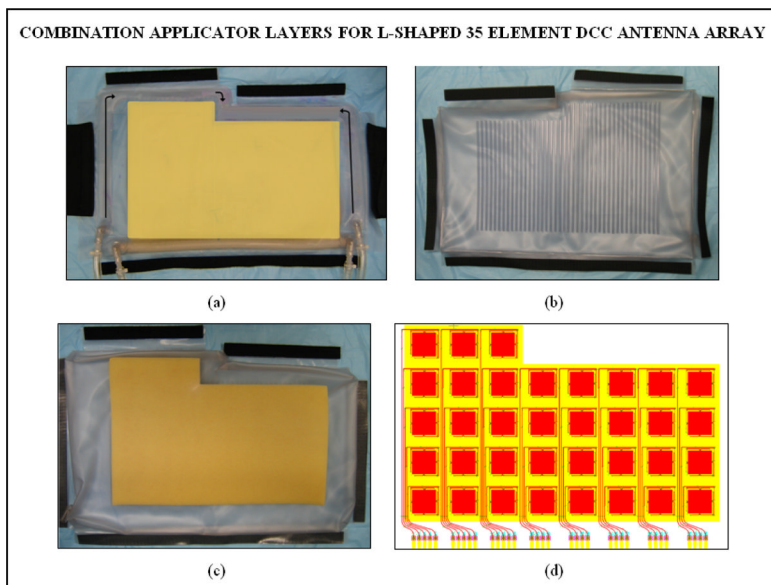 COMBINATION APPLICATOR LAYERS FOR L-SHAPED 35 ELEMENT DCC ANTENNA ARRAY
(a)
(b)
(c)
(d)